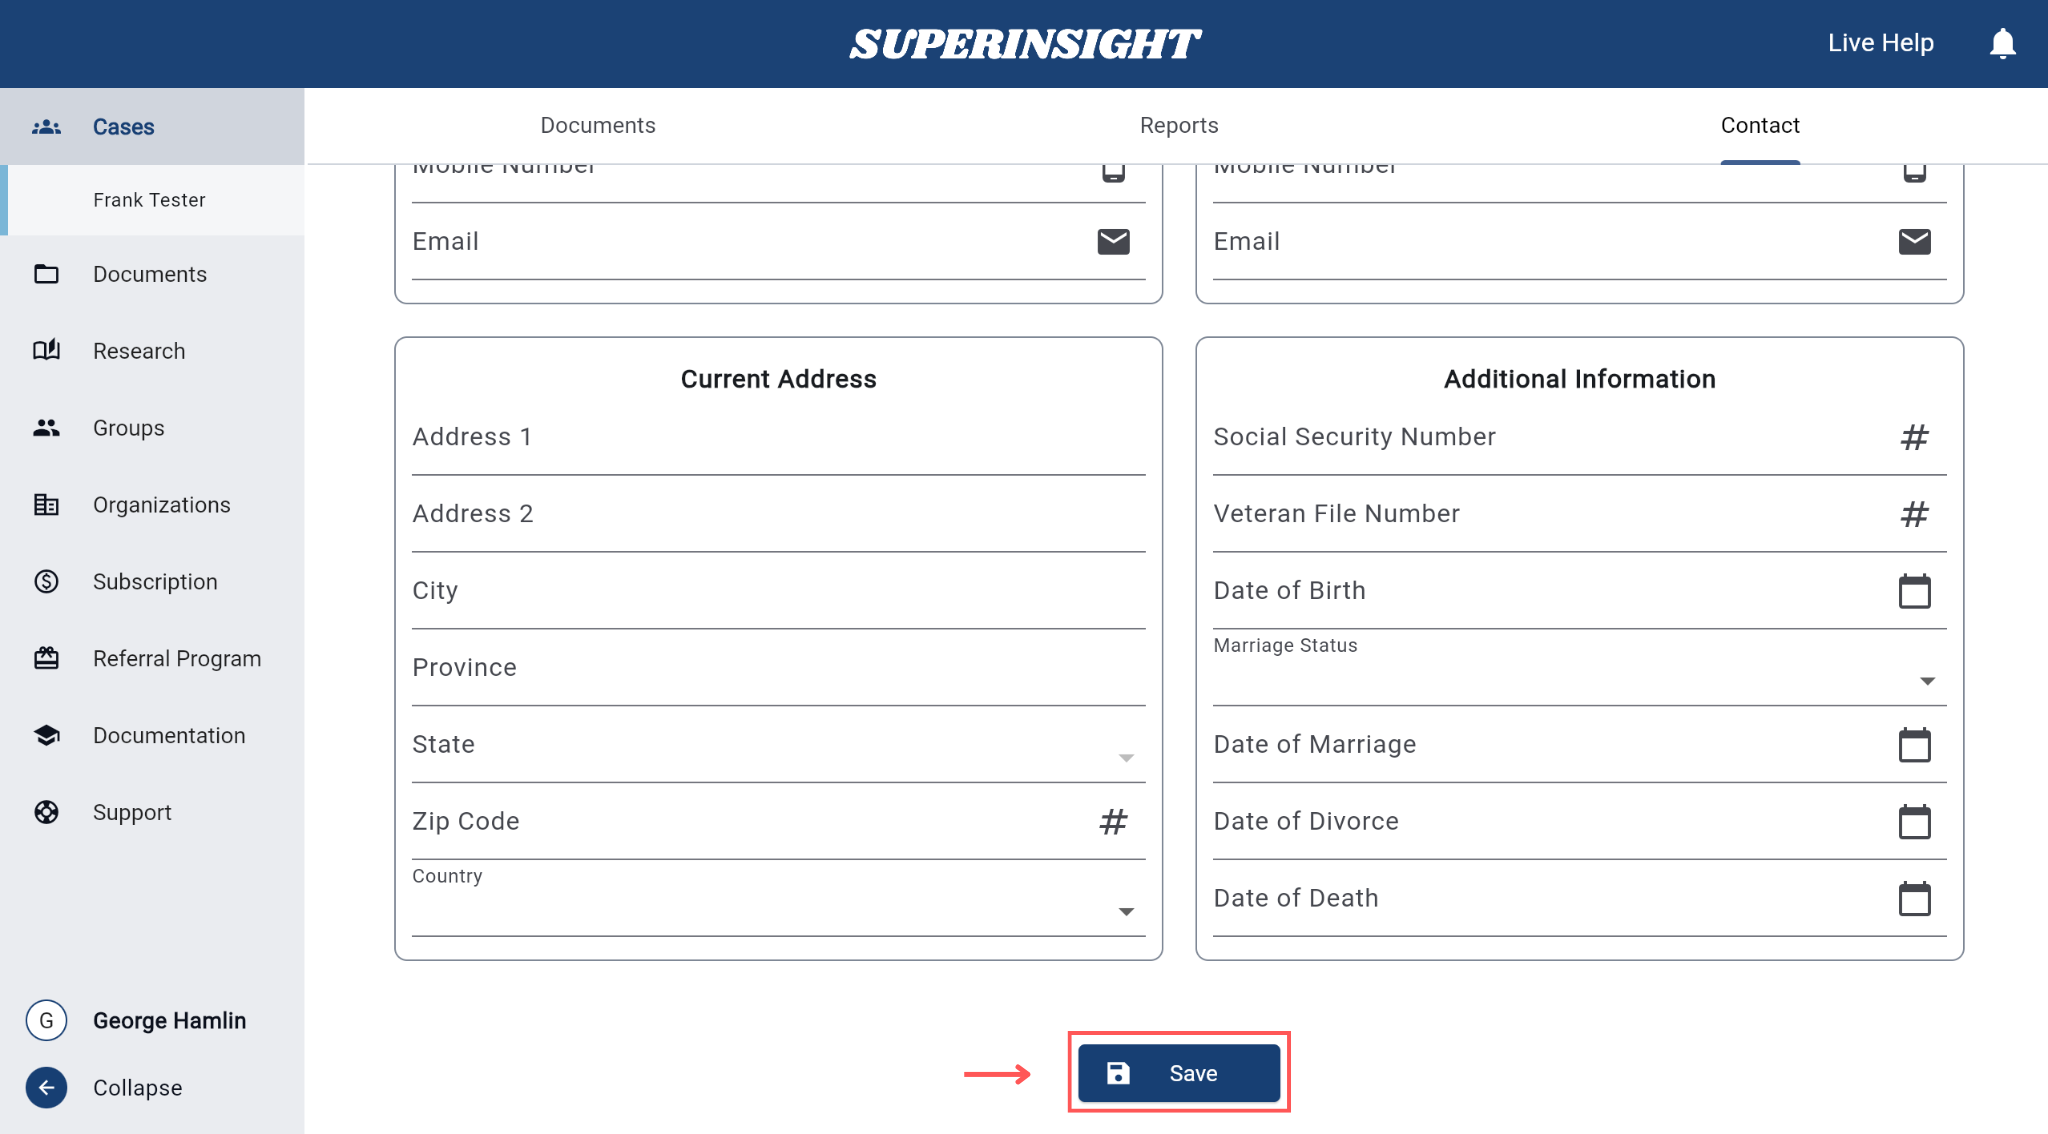 SUPERINSIGHT
Live Help
Cases
Frank Tester
Documents
Research
Groups
Organizations
Subscription
Referral Program
Documentation
Support
George Hamlin
G
Collapse
Documents
Reports
Contact
Mobile Number
Email
Mobile Number
Email
Current Address
Address 1
Address 2
City
Province
State
Zip Code
#
Country
Additional Information
Social Security Number
#
Veteran File Number
#
Date of Birth
Marriage Status
Date of Marriage
Date of Divorce
Date of Death
Save